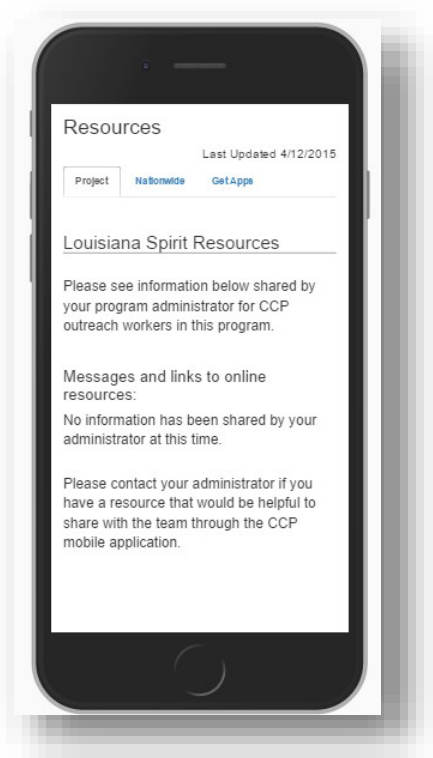 Resources
Last Updated 4/12/2015
Project Nationwide Get Apps
Louisiana Spirit Resources
Please see information below shared by
your program administrator for CCP
outreach workers in this program.
Messages and links to online
resources:
No information has been shared by your
administrator at this time.
Please contact your administrator if you
have a resource that would be helpful to
share with the team through the CCP
mobile application.